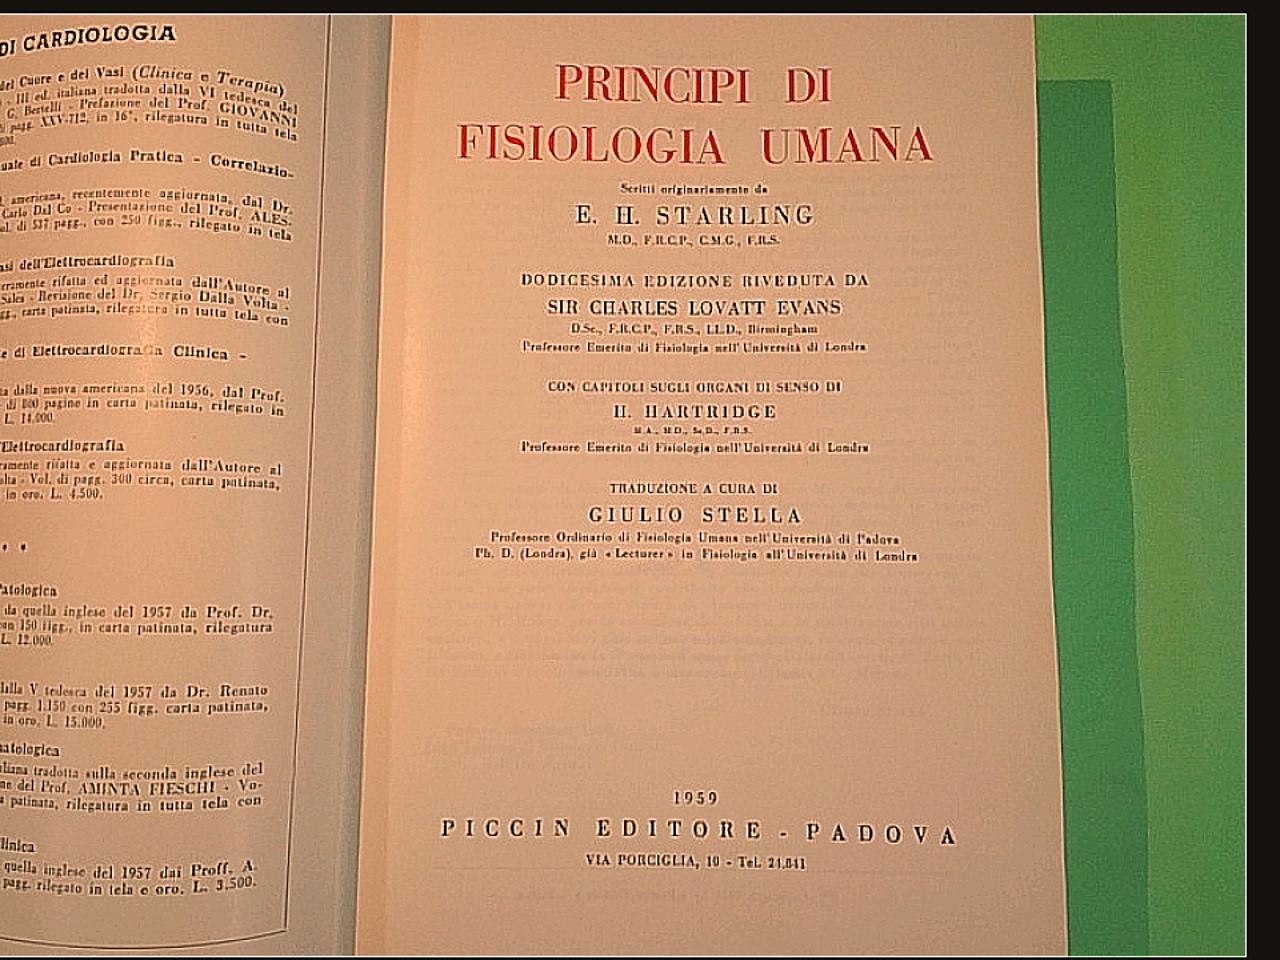 DI CARDIOLOGIA
del Cuore e dei Vasi (Clinica e Terapia)
- III ed. italiana tradotta dalla VI tedesca del
G. Bertelli - Prefazione del Prof. GIOVANNI
pagg. XXV-712, in 16°, rilegatura in tutta tela
uale di Cardiologia Pratica - Correlazio-
americana, recentemente aggiornata, dal Dr.
Carlo Dal Co - Presentazione del Prof. ALES-
ol. di 537 pagg., con 250 figg., rilegato in tela
asi dell'Elettrocardiografia
eramente rifatta ed aggiornata dall'Autore al
Sales - Revisione del Dr. Sergio Dalla Volta -
gg., carta patinata, rilegatura in tutta tela con
e di Elettrocardiografia Clinica -
ta dalla nuova americana del 1956, dal Prof.
di 800 pagine in carta patinata, rilegato in
L. 14.000.
'Elettrocardiografia
ramente rifatta e aggiornata dall'Autore al
olta - Vol. di pagg. 300 circa, carta patinata,
in oro. L. 4.500.
Patologica
da quella inglese del 1957 da Prof. Dr.
con 150 figg., in carta patinata, rilegatura
L. 12.000.
dalla V tedesca del 1957 da Dr. Renato
pagg. 1.150 con 255 figg. carta patinata,
in oro. L. 15.000.
atologica
aliana tradotta sulla seconda inglese del
ne del Prof. AMINTA FIESCHI - Vo-
a patinata, rilegatura in tutta tela con
linica
quella inglese del 1957 dai Proff. A.
pagg. rilegato in tela e oro. L. 3.500.
PRINCIPI DI
FISIOLOGIA UMANA
Scritti originariamente da
E. H. STARLING
M.D., F.R.C.P., C.M.G., F.R.S.
DODICESIMA EDIZIONE RIVEDUTA DA
SIR CHARLES LOVATT EVANS
D.Sc., F.R.C.P., F.R.S., LL.D., Birmingham
Professore Emerito di Fisiologia nell'Università di Londra
CON CAPITOLI SUGLI ORGANI DI SENSO DI
H. HARTRIDGE
M.A., M.D., Sc.D., F.R.S.
Professore Emerito di Fisiologia nell'Università di Londra
TRADUZIONE A CURA DI
GIULIO STELLA
Professore Ordinario di Fisiologia Umana nell'Università di Padova
Ph. D. (Londra), già «Lecturer» in Fisiologia all'Università di Londra
1959
PICCIN EDITORE - PADOVA
VIA PORCIGLIA, 10 - Tel. 24.841